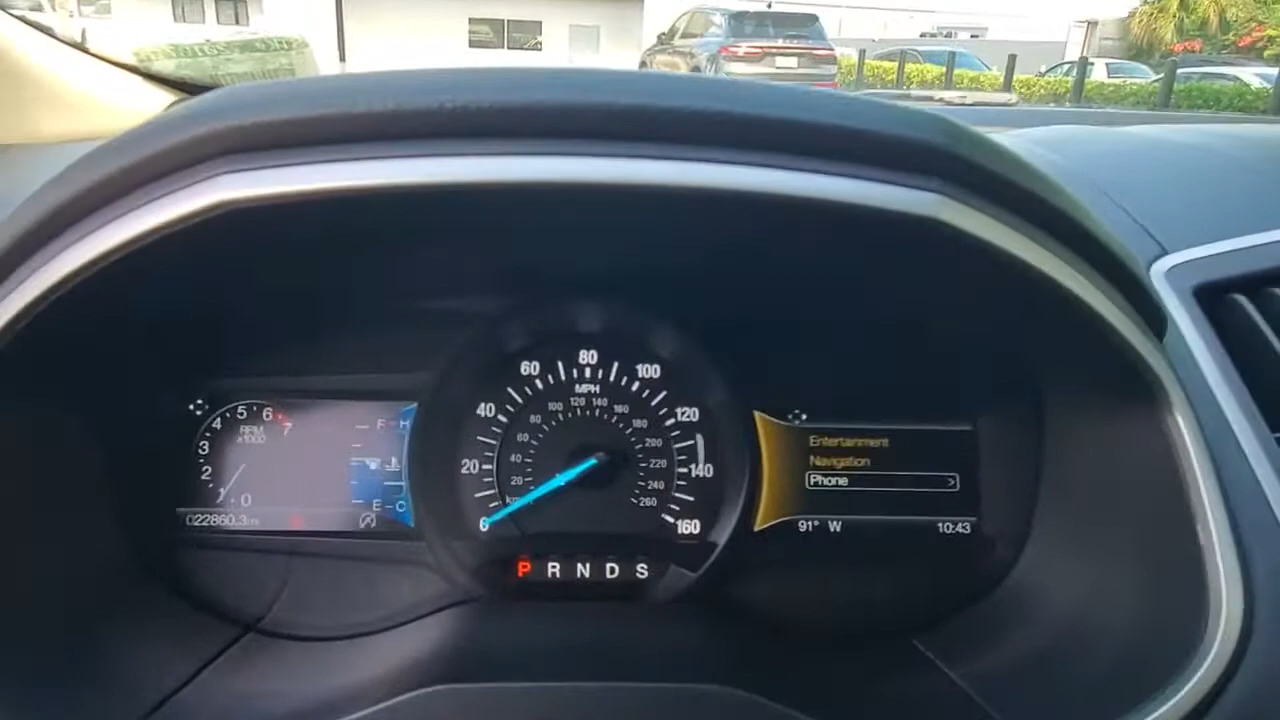 5 6
4 7
3 RPM
x1000
2
1 0
F H
E C
022860.3mi
80
60 100
MPH
40 120
20 140
0 160
120 140
100 160
80 180
60 200
40 220
20 240
km/h 260
P R N D S
Entertainment
Navigation
Phone >
91° W 10:43